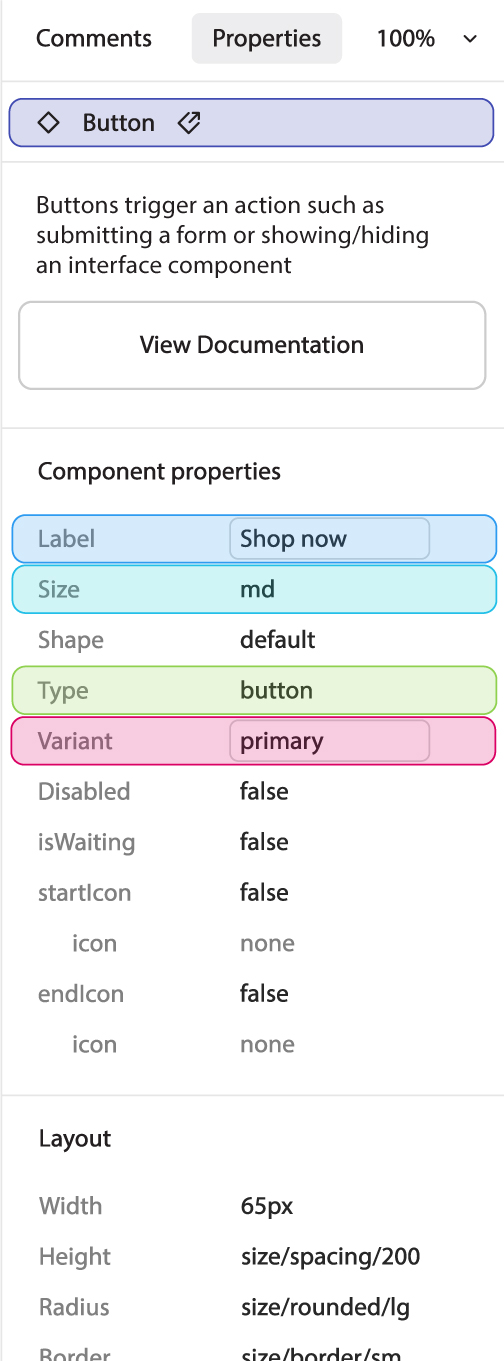 Comments Properties 100%
Button
Buttons trigger an action such as
submitting a form or showing/hiding
an interface component
View Documentation
Component properties
Label Shop now
Size md
Shape default
Type button
Variant primary
Disabled false
isWaiting false
startIcon false
icon none
endIcon false
icon none
Layout
Width 65px
Height size/spacing/200
Radius size/rounded/lg
Border size/border/sm